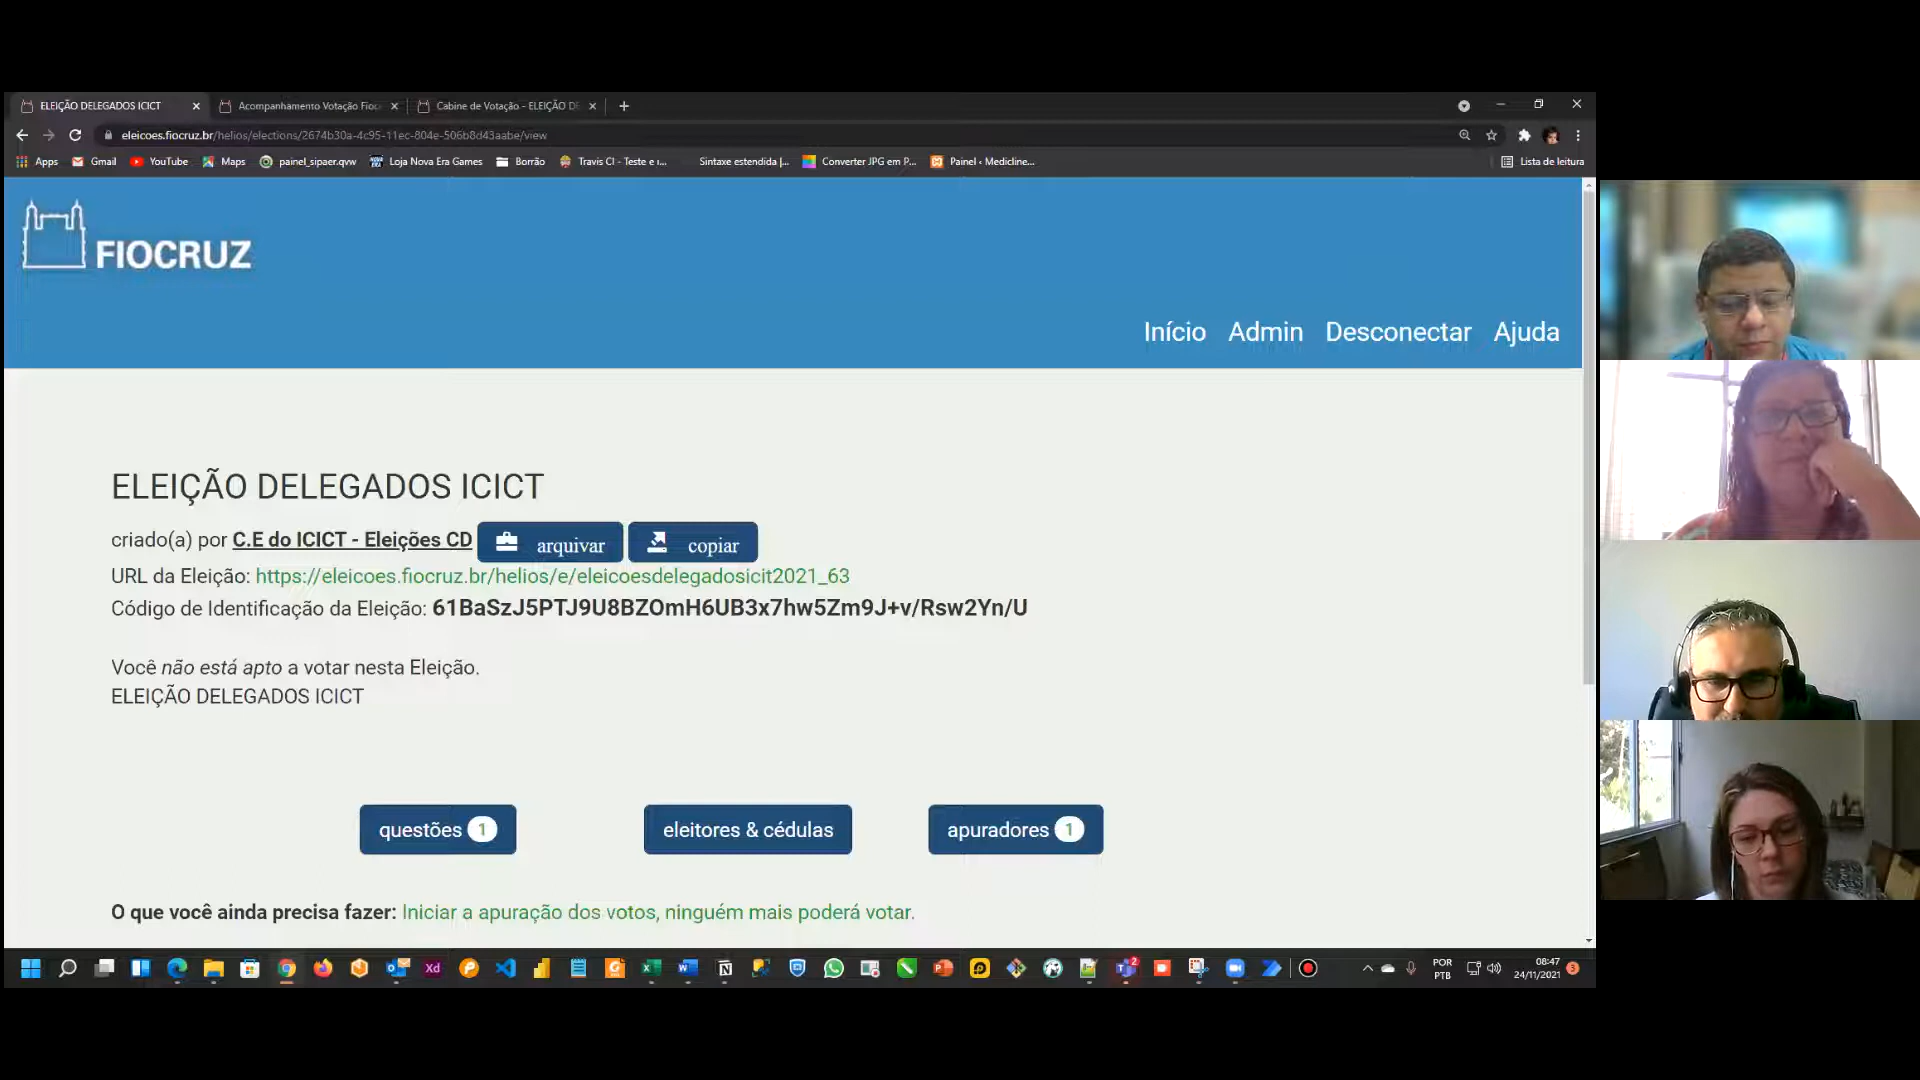 ELEIÇÃO DELEGADOS ICICT
Acompanhamento Votação Fioc
Cabine de Votação - ELEIÇÃO DE
eleicoes.fiocruz.br/helios/elections/2674b30a-4c95-11ec-804e-506b8d43aabe/view
Apps
Gmail
YouTube
Maps
painel_sipaer.qvw
Loja Nova Era Games
Borrão
Travis CI - Teste e i...
Sintaxe estendida |...
Converter JPG em P...
Painel ‹ Medicline...
Lista de leitura
FIOCRUZ
Início Admin Desconectar Ajuda
ELEIÇÃO DELEGADOS ICICT
criado(a) por C.E do ICICT - Eleições CD arquivar copiar
URL da Eleição: https://eleicoes.fiocruz.br/helios/e/eleicoesdelegadosicit2021_63
Código de Identificação da Eleição: 61BaSzJ5PTJ9U8BZOmH6UB3x7hw5Zm9J+v/Rsw2Yn/U
Você não está apto a votar nesta Eleição.
ELEIÇÃO DELEGADOS ICICT
questões 1
eleitores & cédulas
apuradores 1
O que você ainda precisa fazer: Iniciar a apuração dos votos, ninguém mais poderá votar.
POR
PTB
08:47
24/11/2021
3